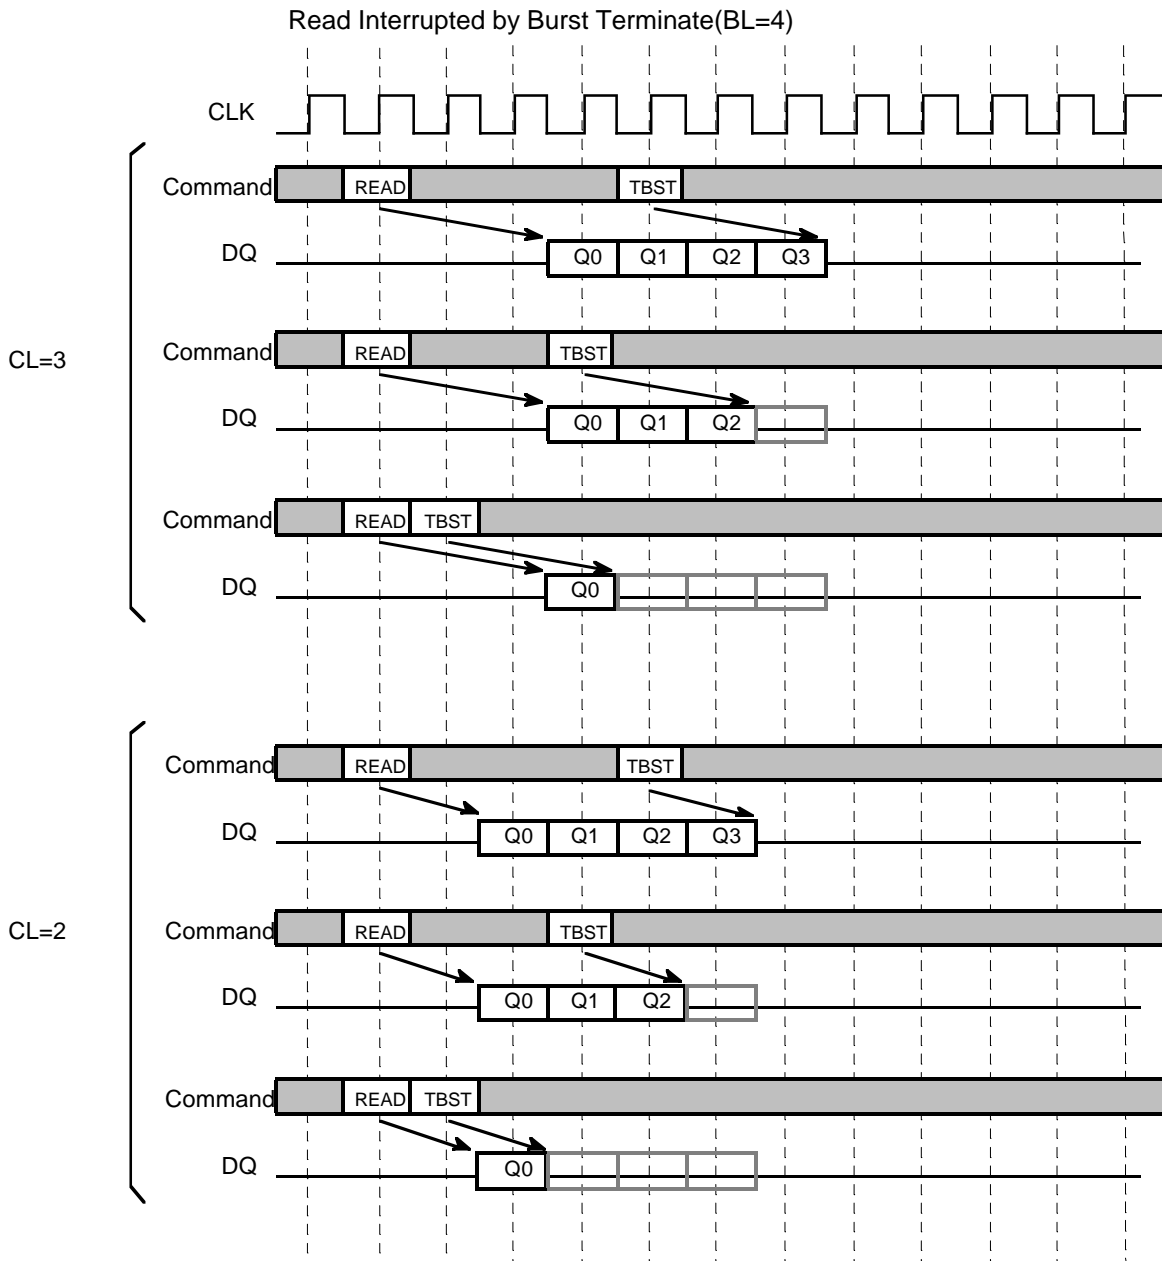 Read Interrupted by Burst Terminate(BL=4)
CLK
Command READ TBST
DQ Q0 Q1 Q2 Q3
CL=3
Command READ TBST
DQ Q0 Q1 Q2
Command READ TBST
DQ Q0
Command READ TBST
DQ Q0 Q1 Q2 Q3
CL=2
Command READ TBST
DQ Q0 Q1 Q2
Command READ TBST
DQ Q0